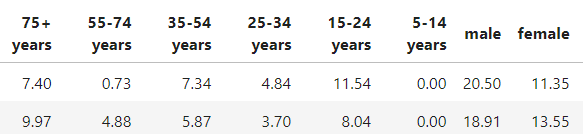 75+ years 55-74 years 35-54 years 25-34 years 15-24 years 5-14 years male female
7.40 0.73 7.34 4.84 11.54 0.00 20.50 11.35
9.97 4.88 5.87 3.70 8.04 0.00 18.91 13.55